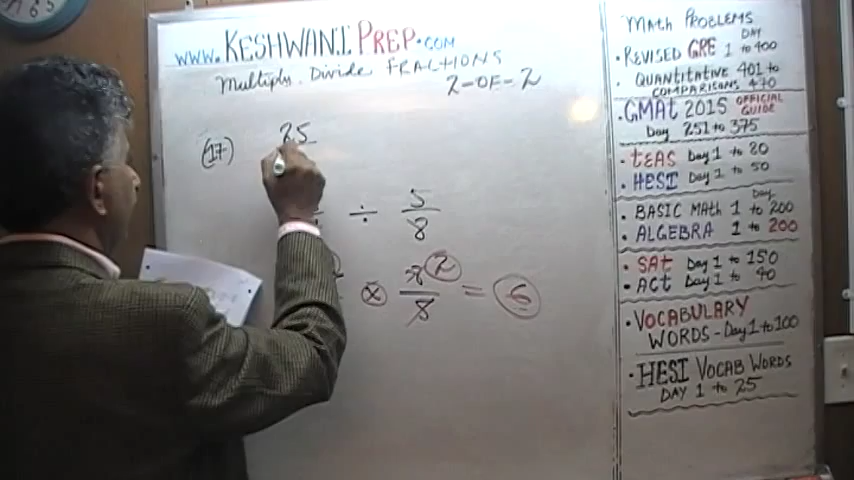 www.KESHWANIPREP.COM
Multiply Divide FRACTIONS
2-OF-2
(17) 25
÷ 5/8
x 8 2 / 8 = 6
MATH PROBLEMS
DAY
• REVISED GRE 1 to 400
• QUANTITATIVE 401 to
COMPARISONS 470
• GMAT 2015 OFFICIAL GUIDE
Day 251 to 375
• TEAS Day 1 to 20
• HESI Day 1 to 50
Day
• BASIC MATH 1 to 200
• ALGEBRA 1 to 200
• SAT Day 1 to 150
• ACT Day 1 to 40
• VOCABULARY
WORDS - Day 1 to 100
• HESI VOCAB WORDS
DAY 1 to 25